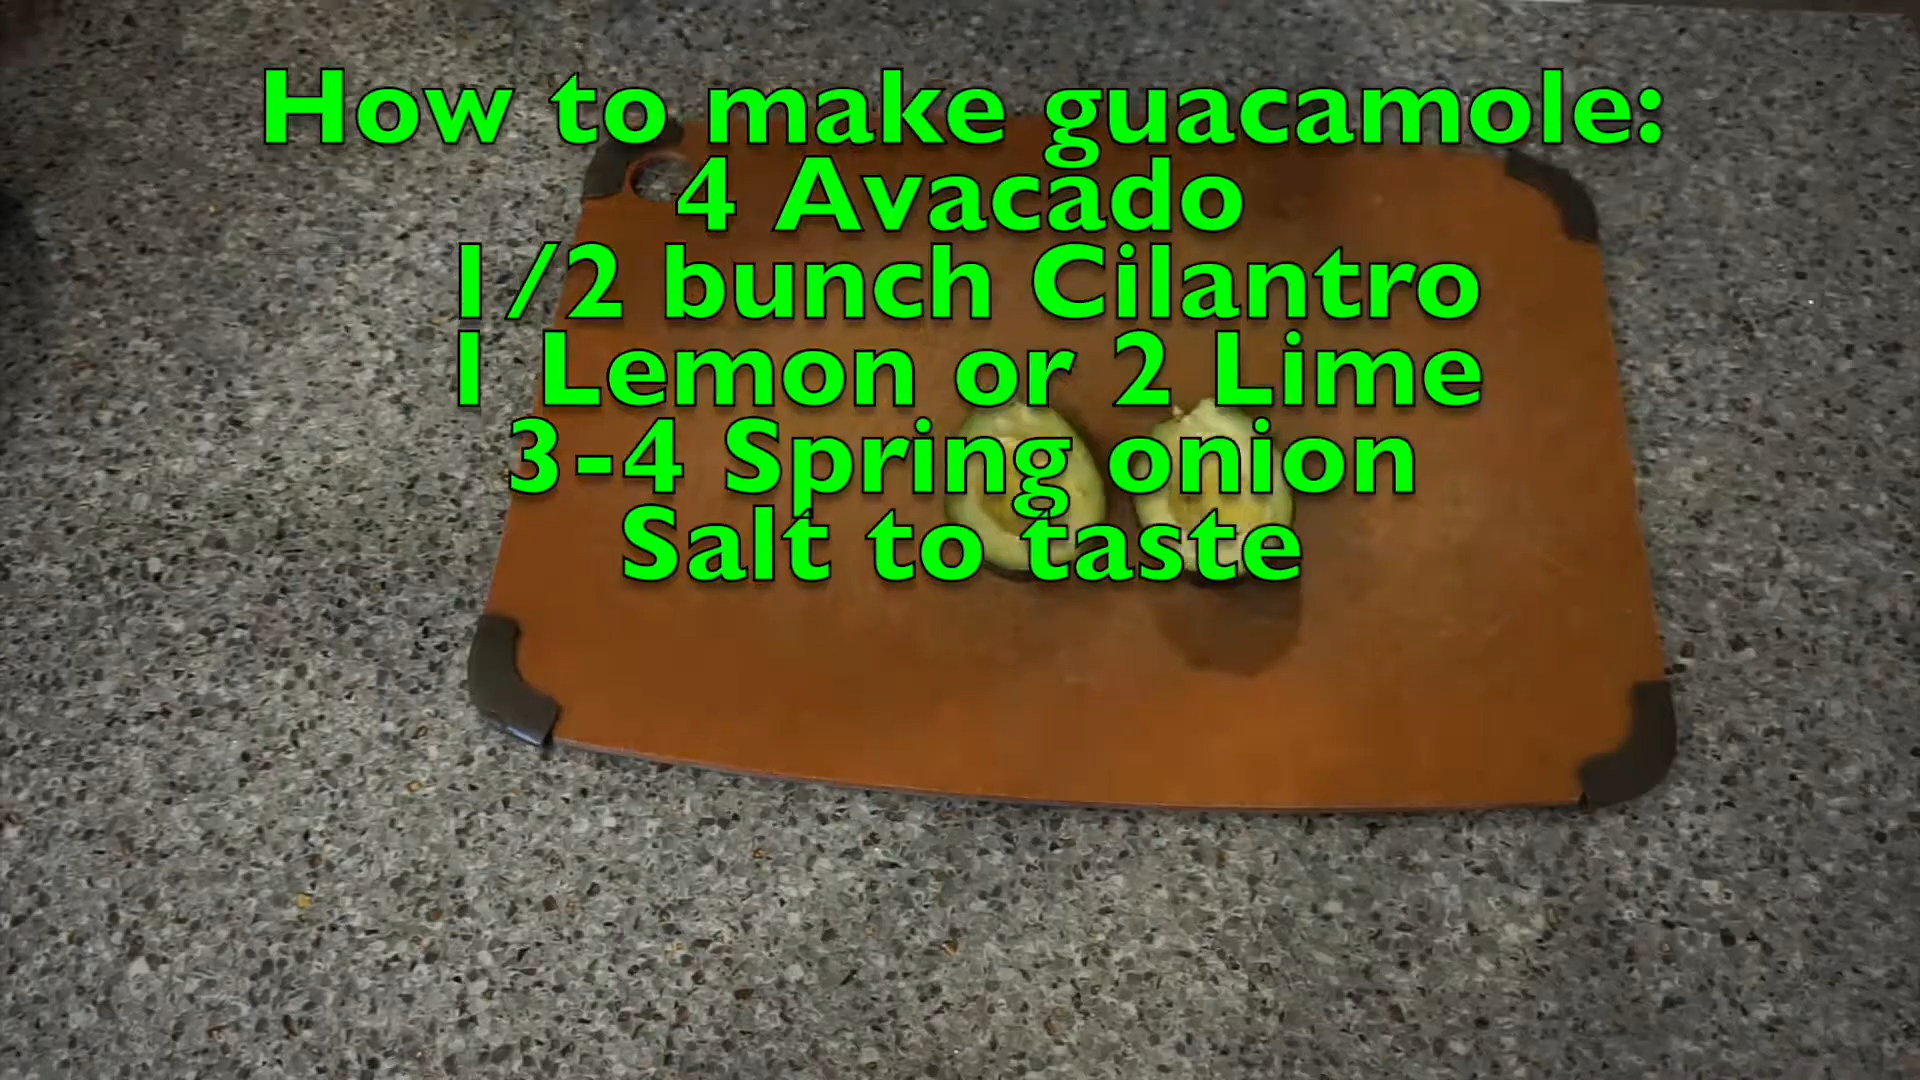 How to make guacamole:
4 Avacado
1/2 bunch Cilantro
1 Lemon or 2 Lime
3-4 Spring onion
Salt to taste